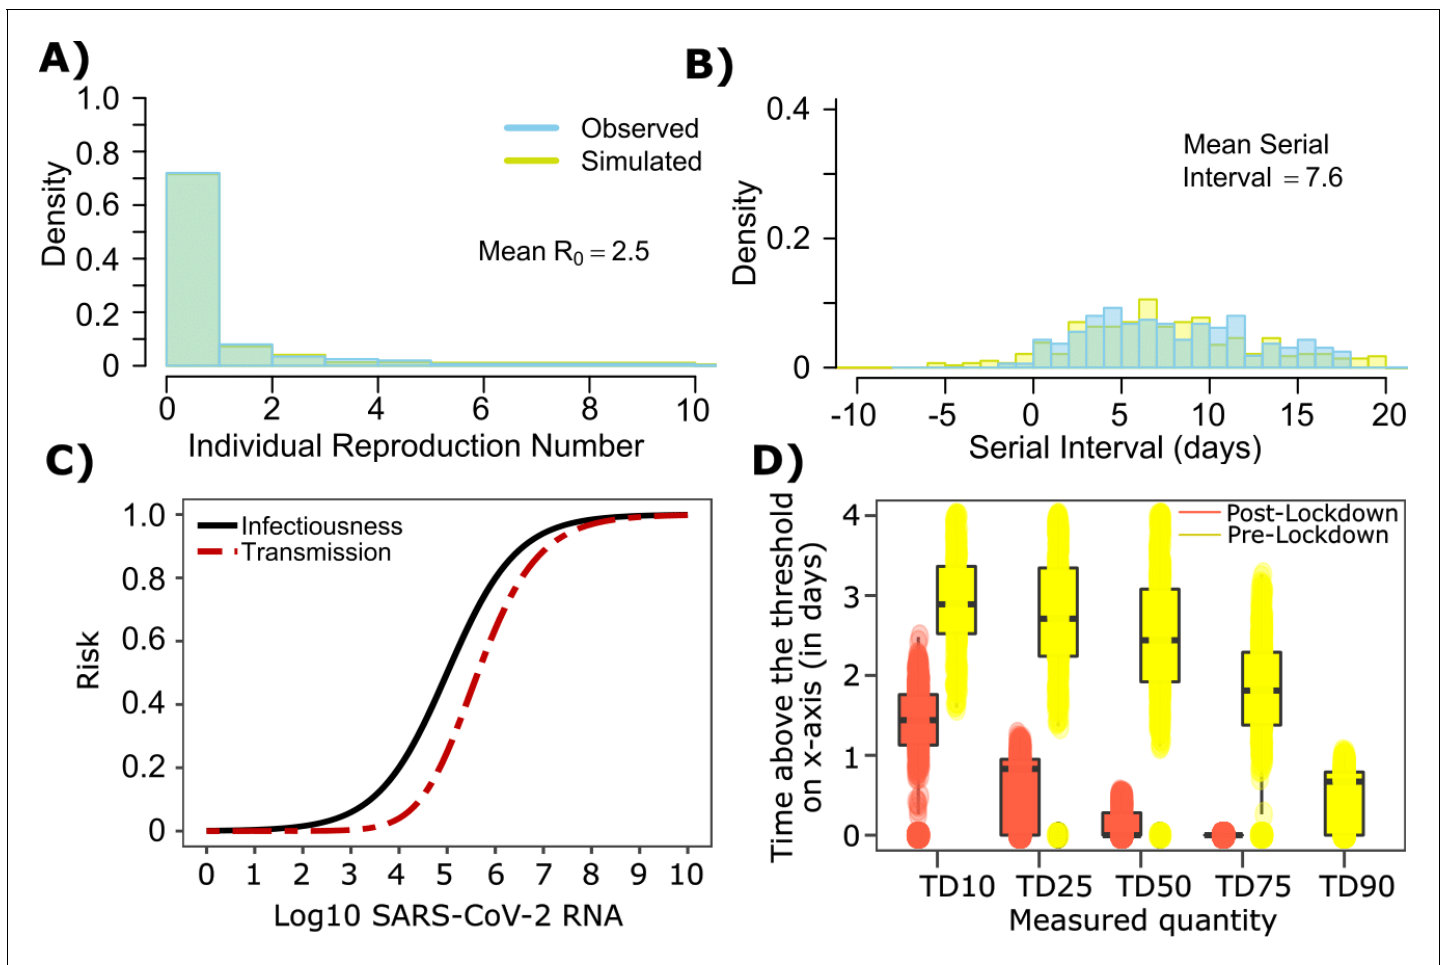 A)
1.0
0.8
0.6
0.4
0.2
0
Density
Observed
Simulated
Mean R₀ = 2.5
0 2 4 6 8 10
Individual Reproduction Number
B)
0.4
0.2
0
Density
Mean Serial
Interval = 7.6
-10 -5 0 5 10 15 20
Serial Interval (days)
C)
1.0
0.8
0.6
0.4
0.2
0
Risk
Infectiousness
Transmission
0 1 2 3 4 5 6 7 8 9 10
Log10 SARS-CoV-2 RNA
D)
4
3
2
1
0
Time above the threshold
on x-axis (in days)
Post-Lockdown
Pre-Lockdown
TD10 TD25 TD50 TD75 TD90
Measured quantity